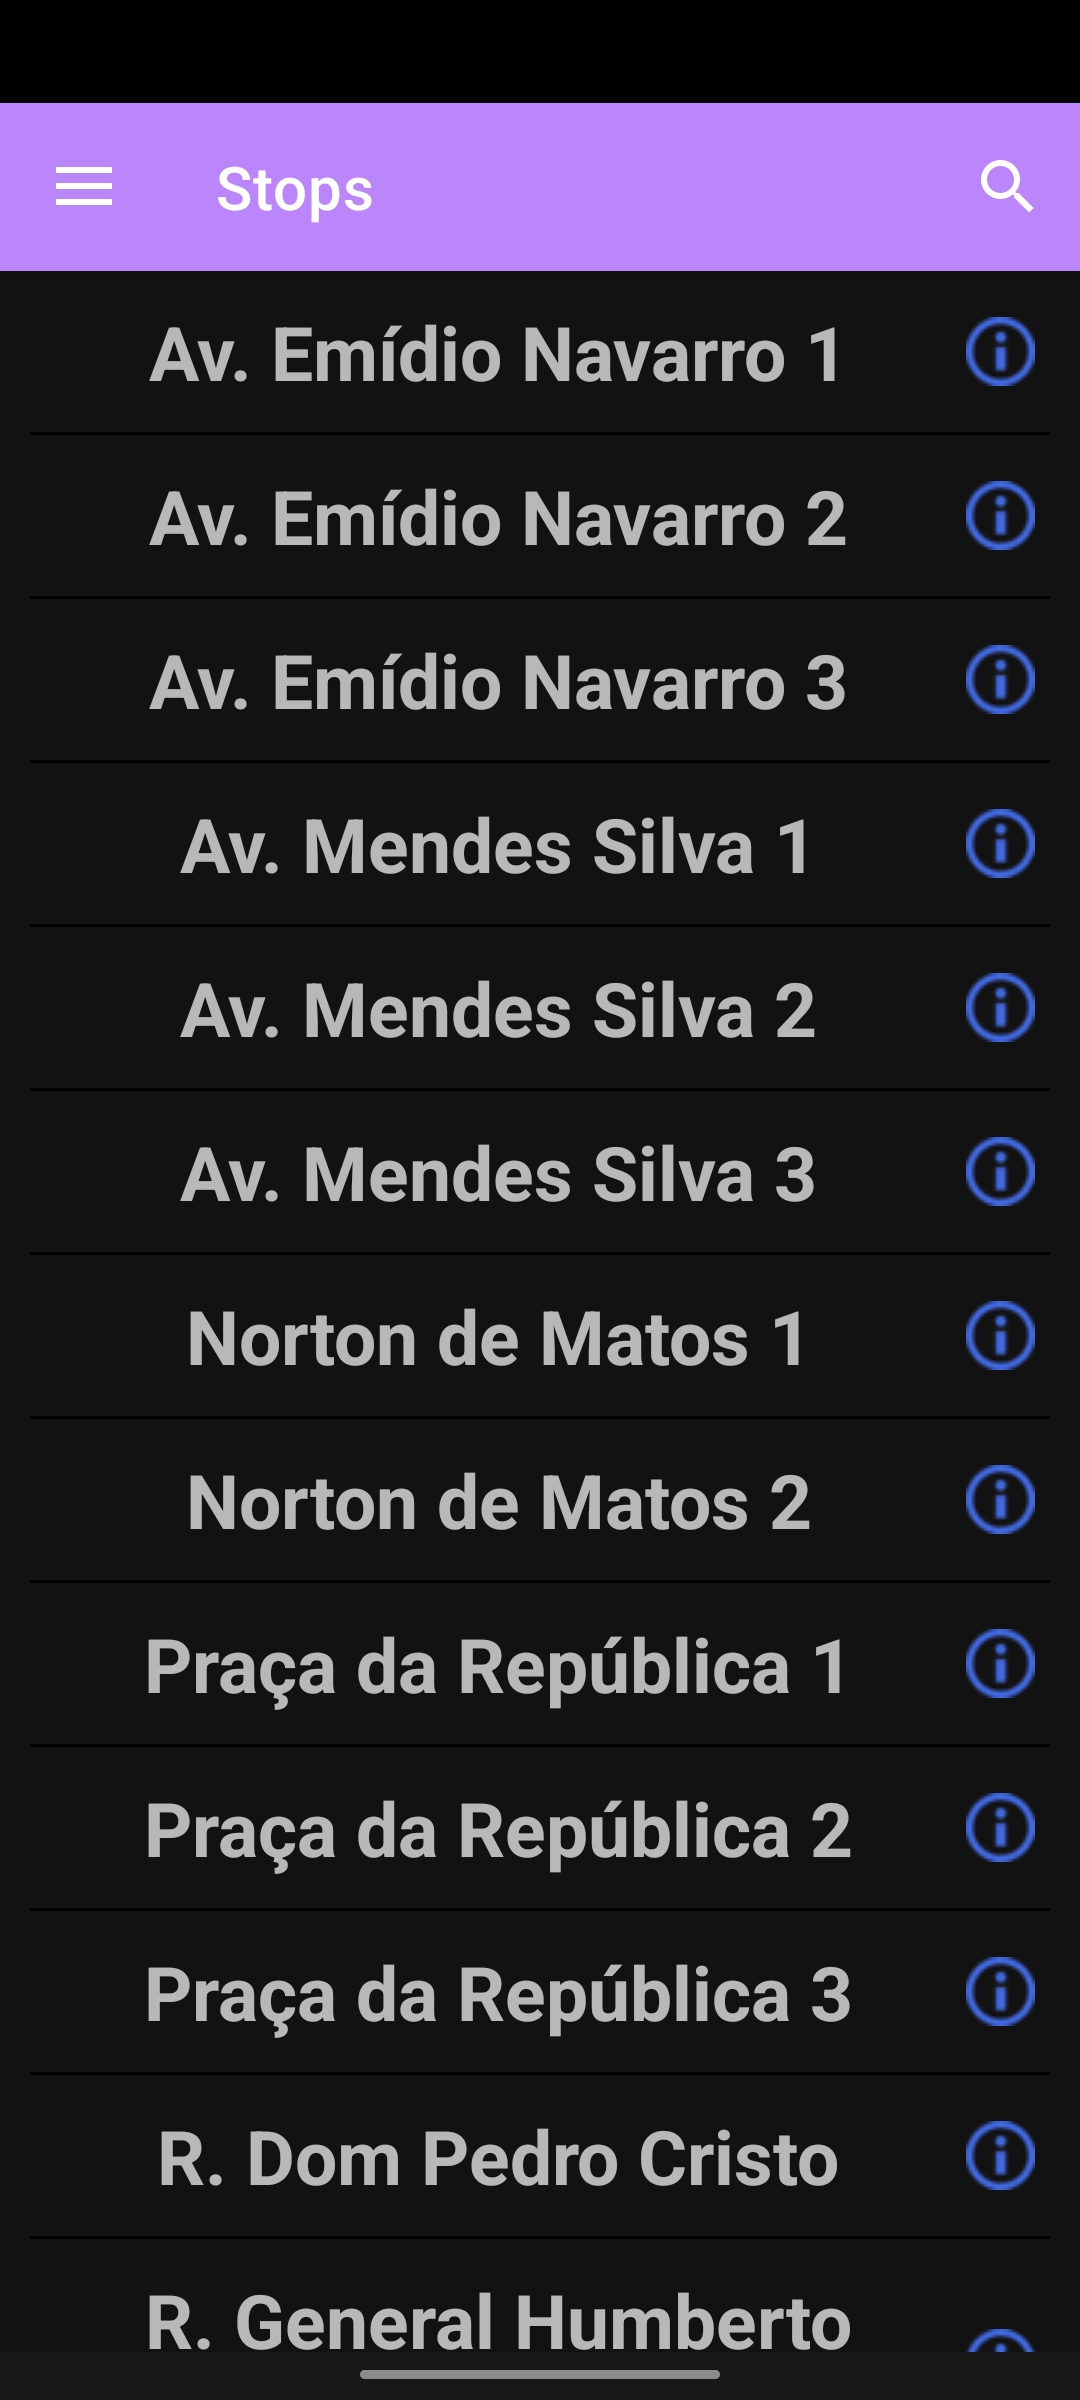 Stops
Av. Emídio Navarro 1
Av. Emídio Navarro 2
Av. Emídio Navarro 3
Av. Mendes Silva 1
Av. Mendes Silva 2
Av. Mendes Silva 3
Norton de Matos 1
Norton de Matos 2
Praça da República 1
Praça da República 2
Praça da República 3
R. Dom Pedro Cristo
R. General Humberto